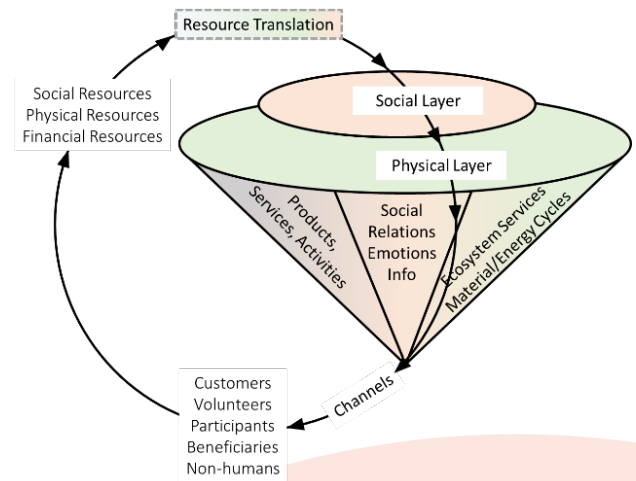 Resource Translation
Social Resources
Physical Resources
Financial Resources
Social Layer
Physical Layer
Products,
Services, Activities
Social
Relations
Emotions
Info
Ecosystem Services
Material/Energy Cycles
Channels
Customers
Volunteers
Participants
Beneficiaries
Non-humans